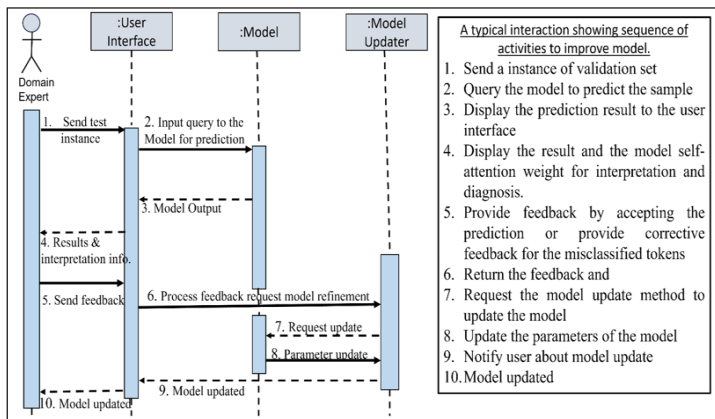 :User
Interface
:Model
:Model
Updater
Domain
Expert
1. Send test
instance
2. Input query to the
Model for prediction
3. Model Output
4. Results &
interpretation info.
5. Send feedback
6. Process feedback request model refinement
7. Request update
8. Parameter update
9. Model updated
10. Model updated
A typical interaction showing sequence of
activities to improve model.
1. Send a instance of validation set
2. Query the model to predict the sample
3. Display the prediction result to the user
interface
4. Display the result and the model self-
attention weight for interpretation and
diagnosis.
5. Provide feedback by accepting the
prediction or provide corrective
feedback for the misclassified tokens
6. Return the feedback and
7. Request the model update method to
update the model
8. Update the parameters of the model
9. Notify user about model update
10. Model updated